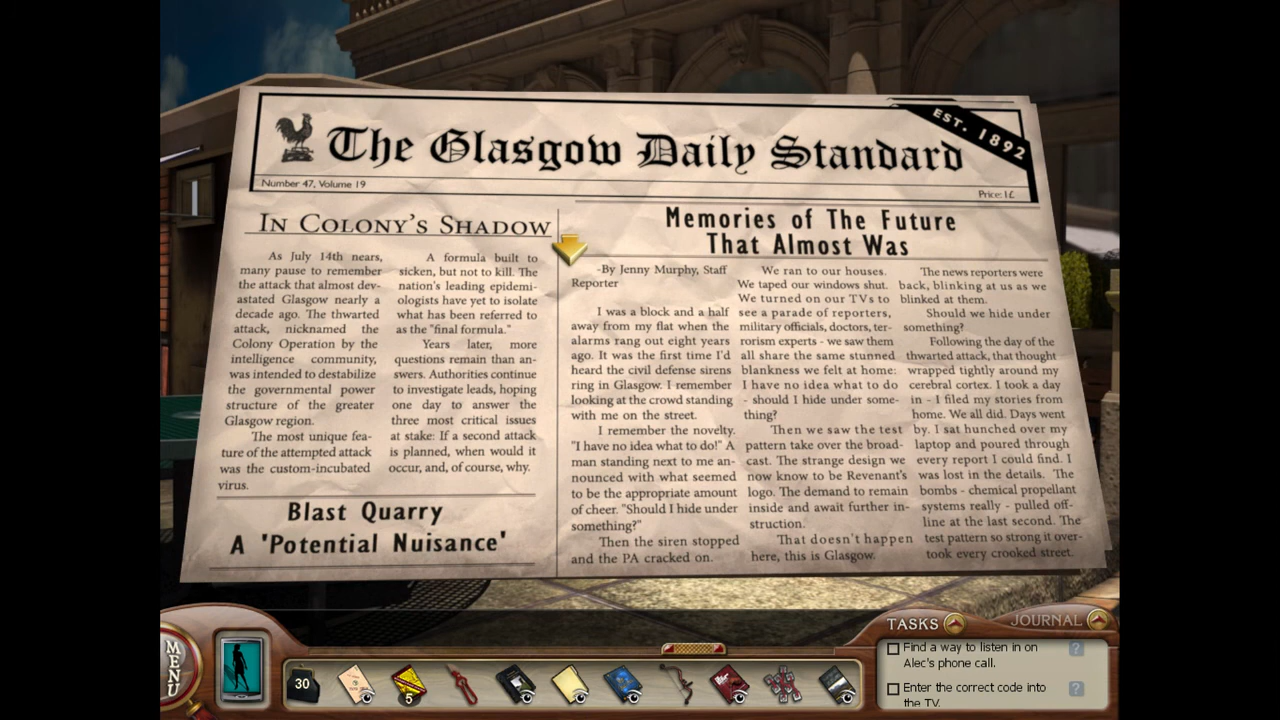 The Glasgow Daily Standard
EST. 1892
Number 47, Volume 19
Price: 1£
In Colony's Shadow
As July 14th nears,
many pause to remember
the attack that almost dev-
astated Glasgow nearly a
decade ago. The thwarted
attack, nicknamed the
Colony Operation by the
intelligence community,
was intended to destabilize
the governmental power
structure of the greater
Glasgow region.
The most unique fea-
ture of the attempted attack
was the custom-incubated
virus.
A formula built to
sicken, but not to kill. The
nation's leading epidemi-
ologists have yet to isolate
what has been referred to
as the "final formula."
Years later, more
questions remain than an-
swers. Authorities continue
to investigate leads, hoping
one day to answer the
three most critical issues
at stake: If a second attack
is planned, when would it
occur, and, of course, why.
Blast Quarry
A 'Potential Nuisance'
Memories of The Future
That Almost Was
-By Jenny Murphy, Staff
Reporter
I was a block and a half
away from my flat when the
alarms rang out eight years
ago. It was the first time I'd
heard the civil defense sirens
ring in Glasgow. I remember
looking at the crowd standing
with me on the street.
I remember the novelty.
"I have no idea what to do!" A
man standing next to me an-
nounced with what seemed
to be the appropriate amount
of cheer. "Should I hide under
something?"
Then the siren stopped
and the PA cracked on.
We ran to our houses.
We taped our windows shut.
We turned on our TVs to
see a parade of reporters,
military officials, doctors, ter-
rorism experts - we saw them
all share the same stunned
blankness we felt at home:
I have no idea what to do
- should I hide under some-
thing?
Then we saw the test
pattern take over the broad-
cast. The strange design we
now know to be Revenant's
logo. The demand to remain
inside and await further in-
struction.
That doesn't happen
here, this is Glasgow.
The news reporters were
back, blinking at us as we
blinked at them.
Should we hide under
something?
Following the day of the
thwarted attack, that thought
wrapped tightly around my
cerebral cortex. I took a day
in - I filed my stories from
home. We all did. Days went
by. I sat hunched over my
laptop and poured through
every report I could find. I
was lost in the details. The
bombs - chemical propellant
systems really - pulled off-
line at the last second. The
test pattern so strong it over-
took every crooked street.
MENU
30
5
TASKS
JOURNAL
Find a way to listen in on
Alec's phone call.
?
Enter the correct code into
the TV.
?